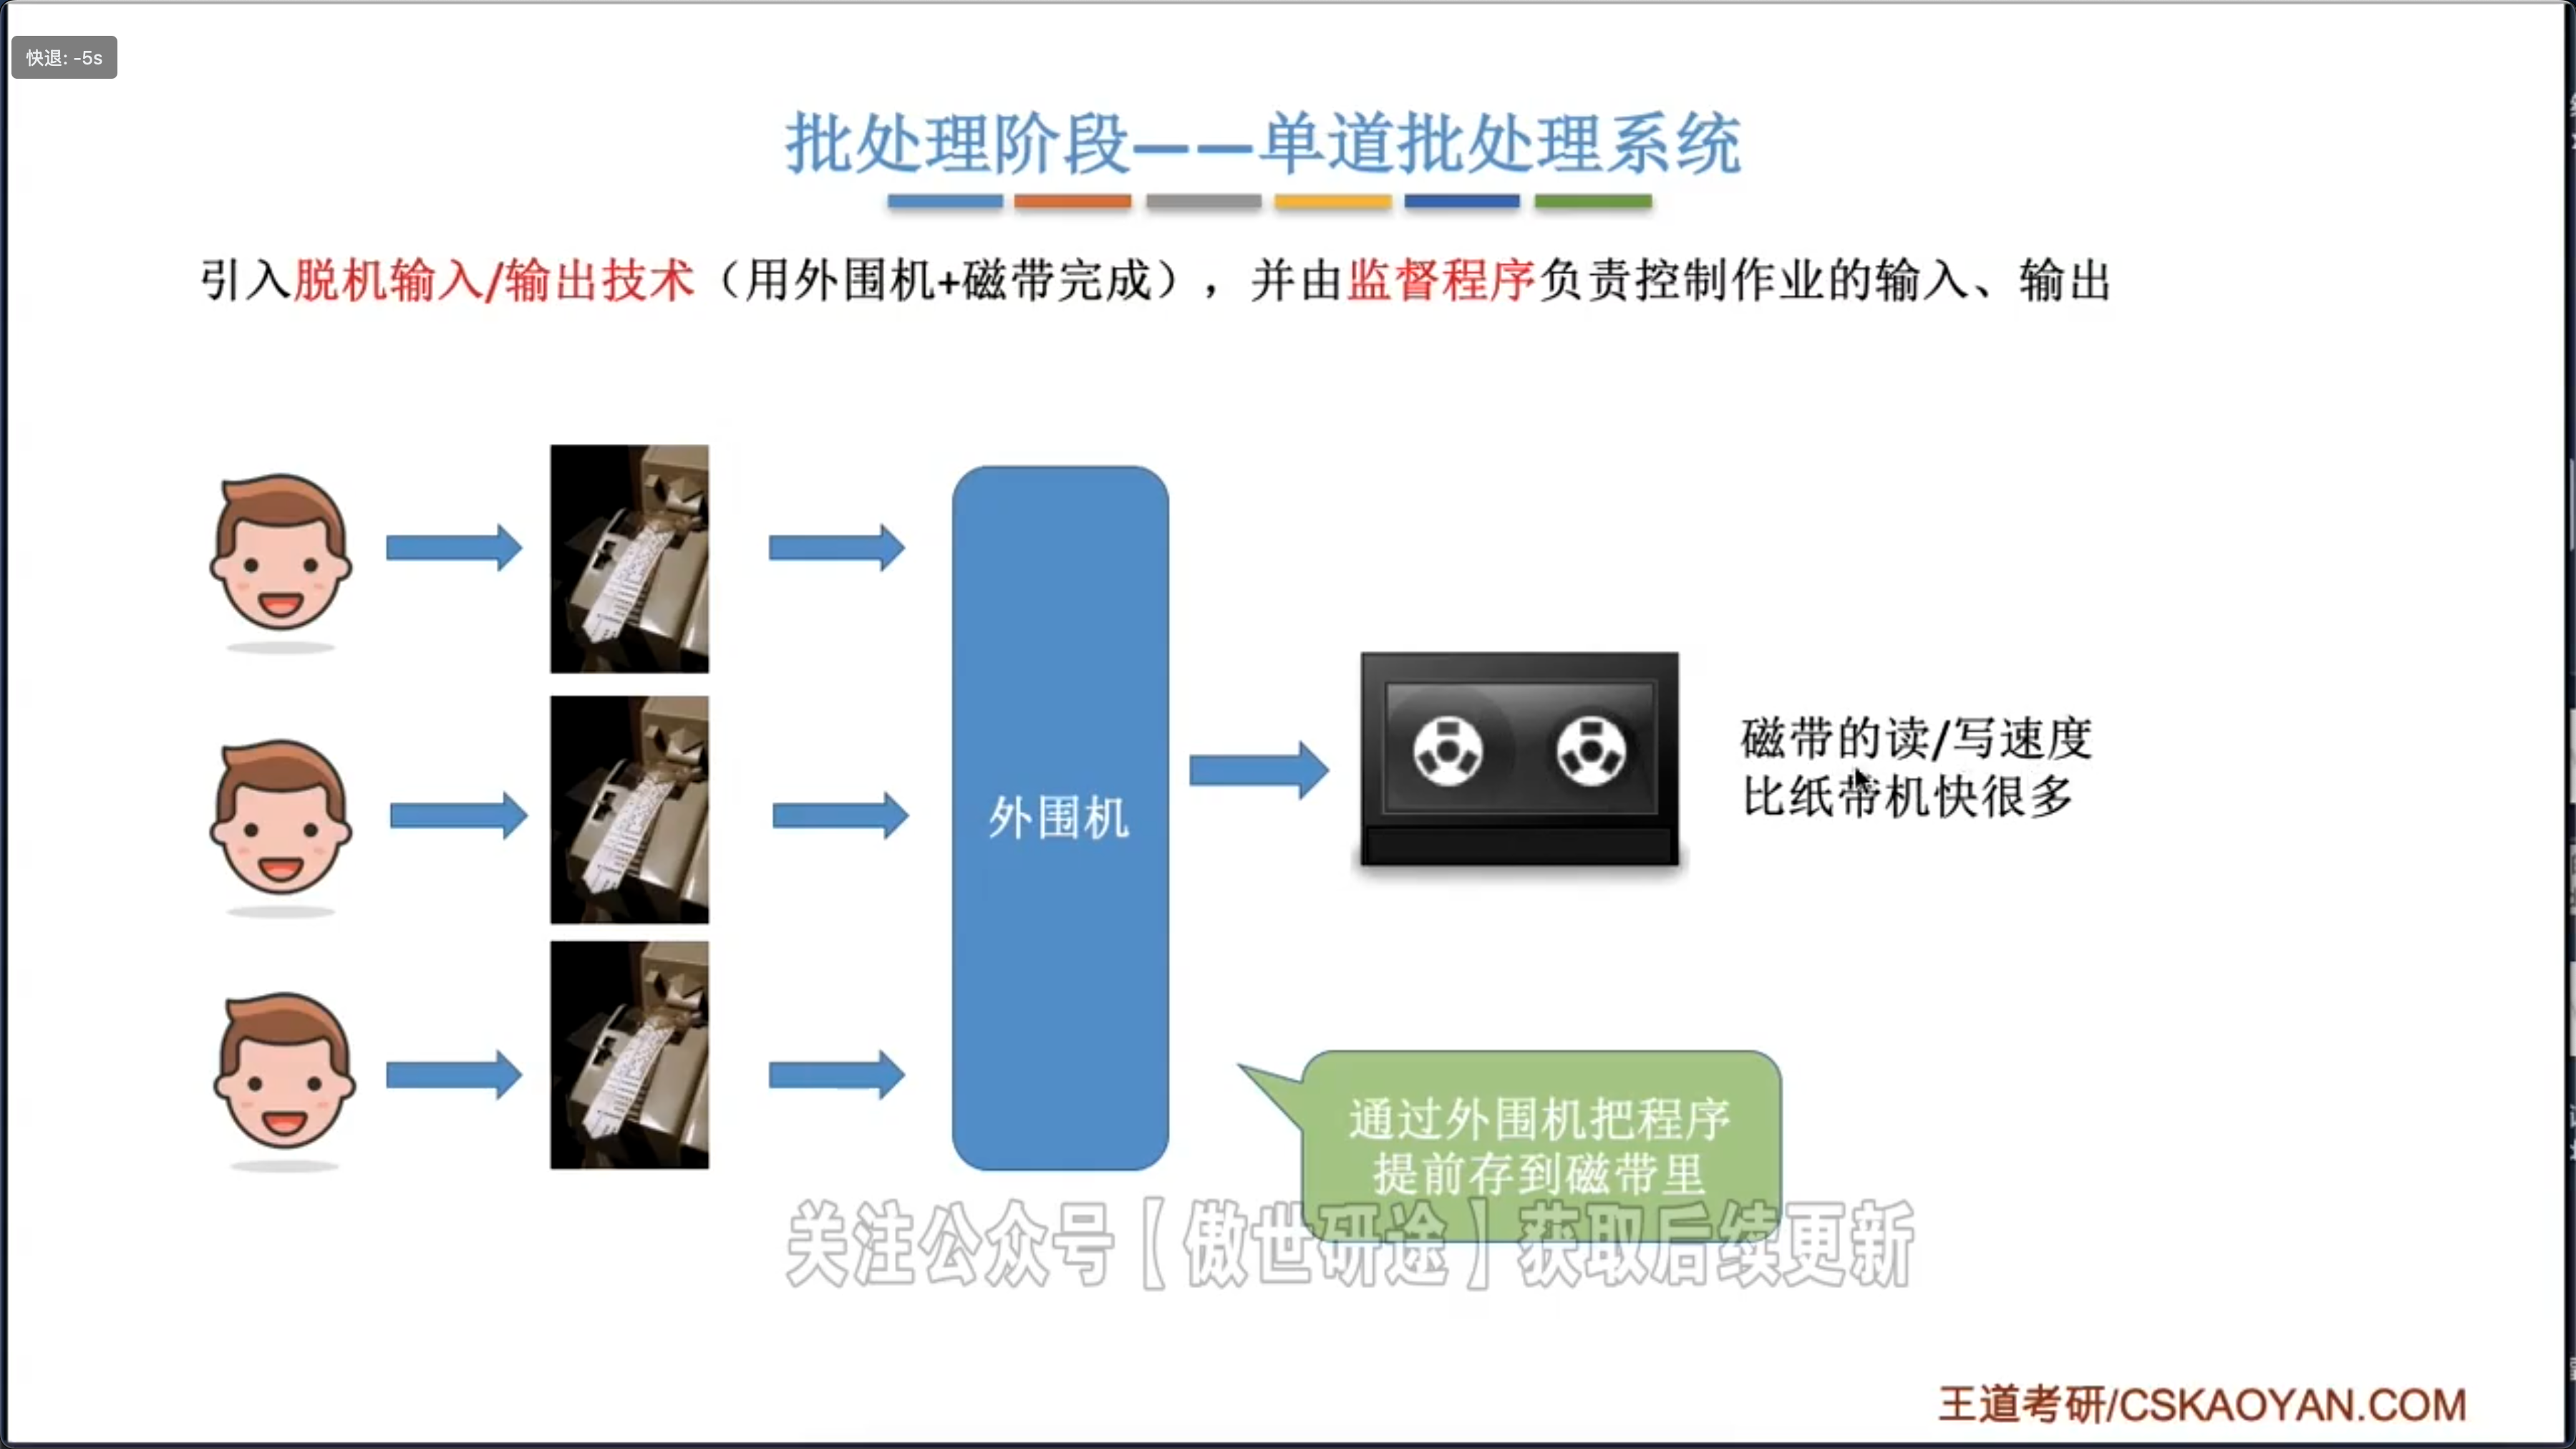 快退: -5s
批处理阶段——单道批处理系统
引入脱机输入/输出技术（用外围机+磁带完成），并由监督程序负责控制作业的输入、输出
外围机
磁带的读/写速度
比纸带机快很多
通过外围机把程序
提前存到磁带里
关注公众号【傲世研途】获取后续更新
王道考研/CSKAOYAN.COM